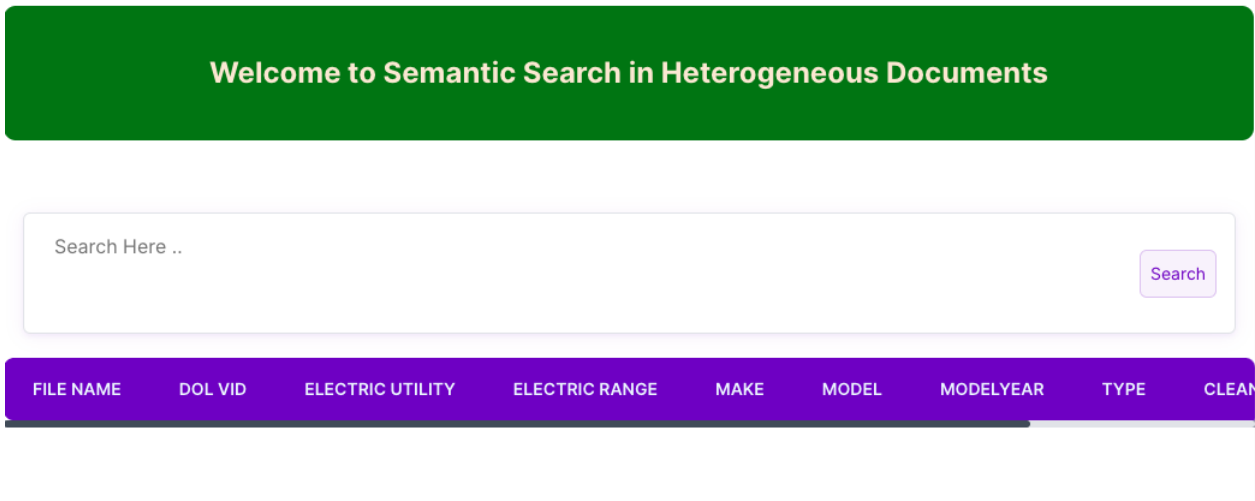 Welcome to Semantic Search in Heterogeneous Documents
Search Here ..
Search
FILE NAME DOL VID ELECTRIC UTILITY ELECTRIC RANGE MAKE MODEL MODELYEAR TYPE CLEAN